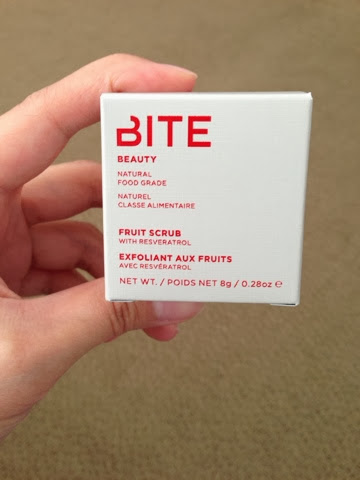 BITE
BEAUTY
NATURAL
FOOD GRADE
NATUREL
CLASSE ALIMENTAIRE
FRUIT SCRUB
WITH RESVERATROL
EXFOLIANT AUX FRUITS
AVEC RESVÉRATROL
NET WT. / POIDS NET 8g / 0.28oz ℮